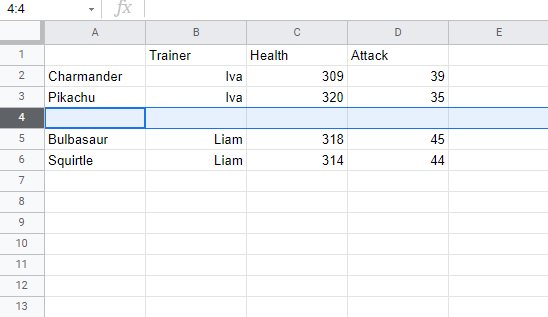 4:4 fx
A B C D E
1 Trainer Health Attack
2 Charmander Iva 309 39
3 Pikachu Iva 320 35
4
5 Bulbasaur Liam 318 45
6 Squirtle Liam 314 44
7
8
9
10
11
12
13